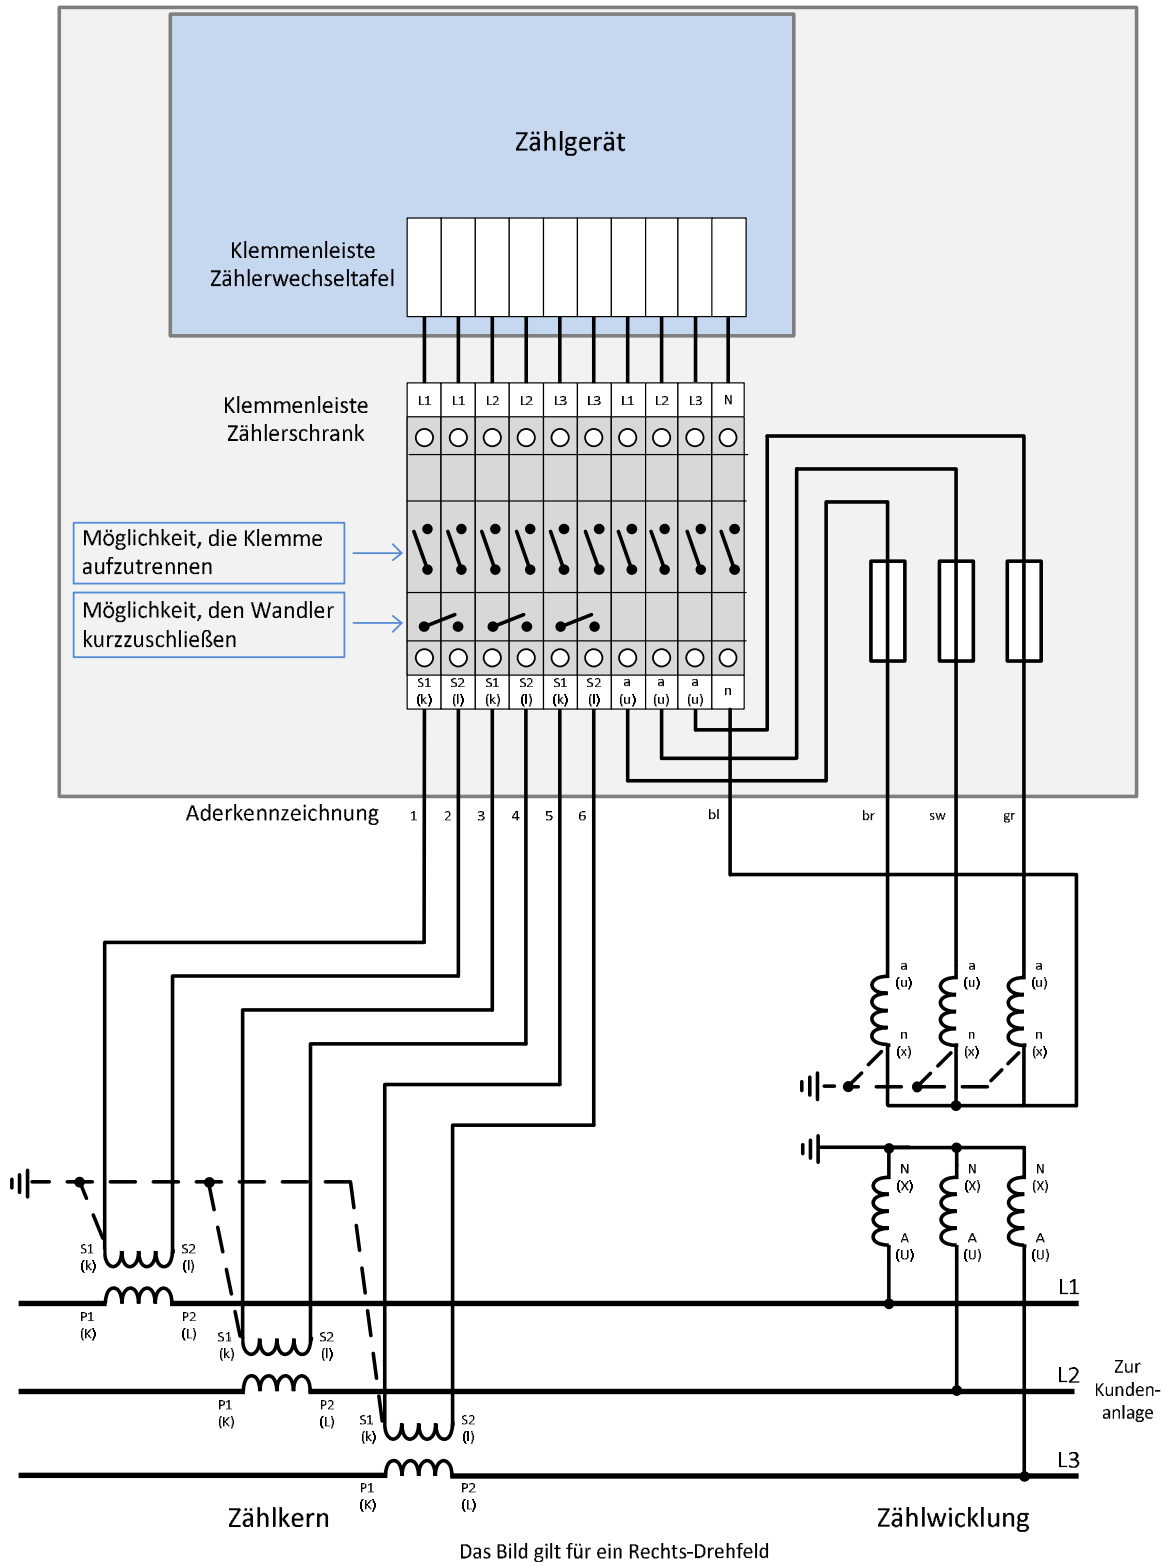 Zählgerät
Klemmenleiste
Zählerwechseltafel
Klemmenleiste
Zählerschrank
L1 L1 L2 L2 L3 L3 L1 L2 L3 N
Möglichkeit, die Klemme
aufzutrennen
Möglichkeit, den Wandler
kurzzuschließen
S1 S2 S1 S2 S1 S2 a a a n
(k) (l) (k) (l) (k) (l) (u) (u) (u)
Aderkennzeichnung 1 2 3 4 5 6 bl br sw gr
a a a
(u) (u) (u)
n n n
(x) (x) (x)
N N N
(X) (X) (X)
A A A
(U) (U) (U)
S1 S2
(k) (l)
L1
P1 P2
(K) (L)
S1 S2
(k) (l)
L2
P1 P2
(K) (L)
Zur
Kunden-
anlage
S1 S2
(k) (l)
L3
P1 P2
(K) (L)
Zählkern Zählwicklung
Das Bild gilt für ein Rechts-Drehfeld